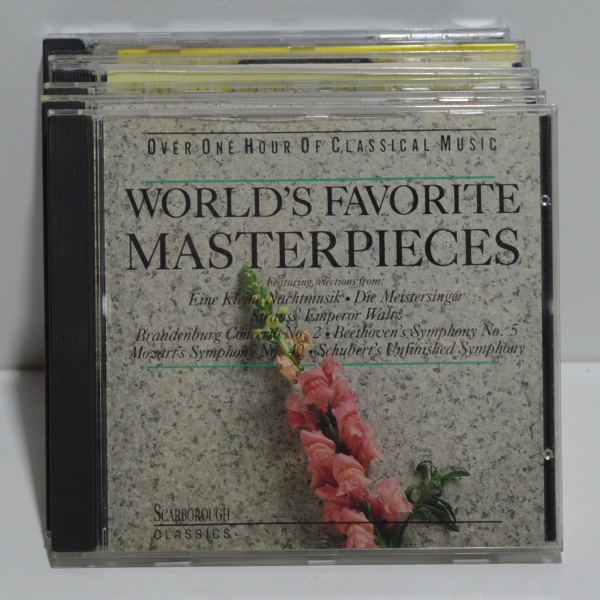 OVER ONE HOUR OF CLASSICAL MUSIC
WORLD'S FAVORITE
MASTERPIECES
Featuring selections from:
Eine Kleine Nachtmusik • Die Meistersinger
Strauss' Emperor Waltz
Brandenburg Concerto No. 2 • Beethoven's Symphony No. 5
Mozart's Symphony No. 40 • Schubert's Unfinished Symphony
SCARBOROUGH
CLASSICS